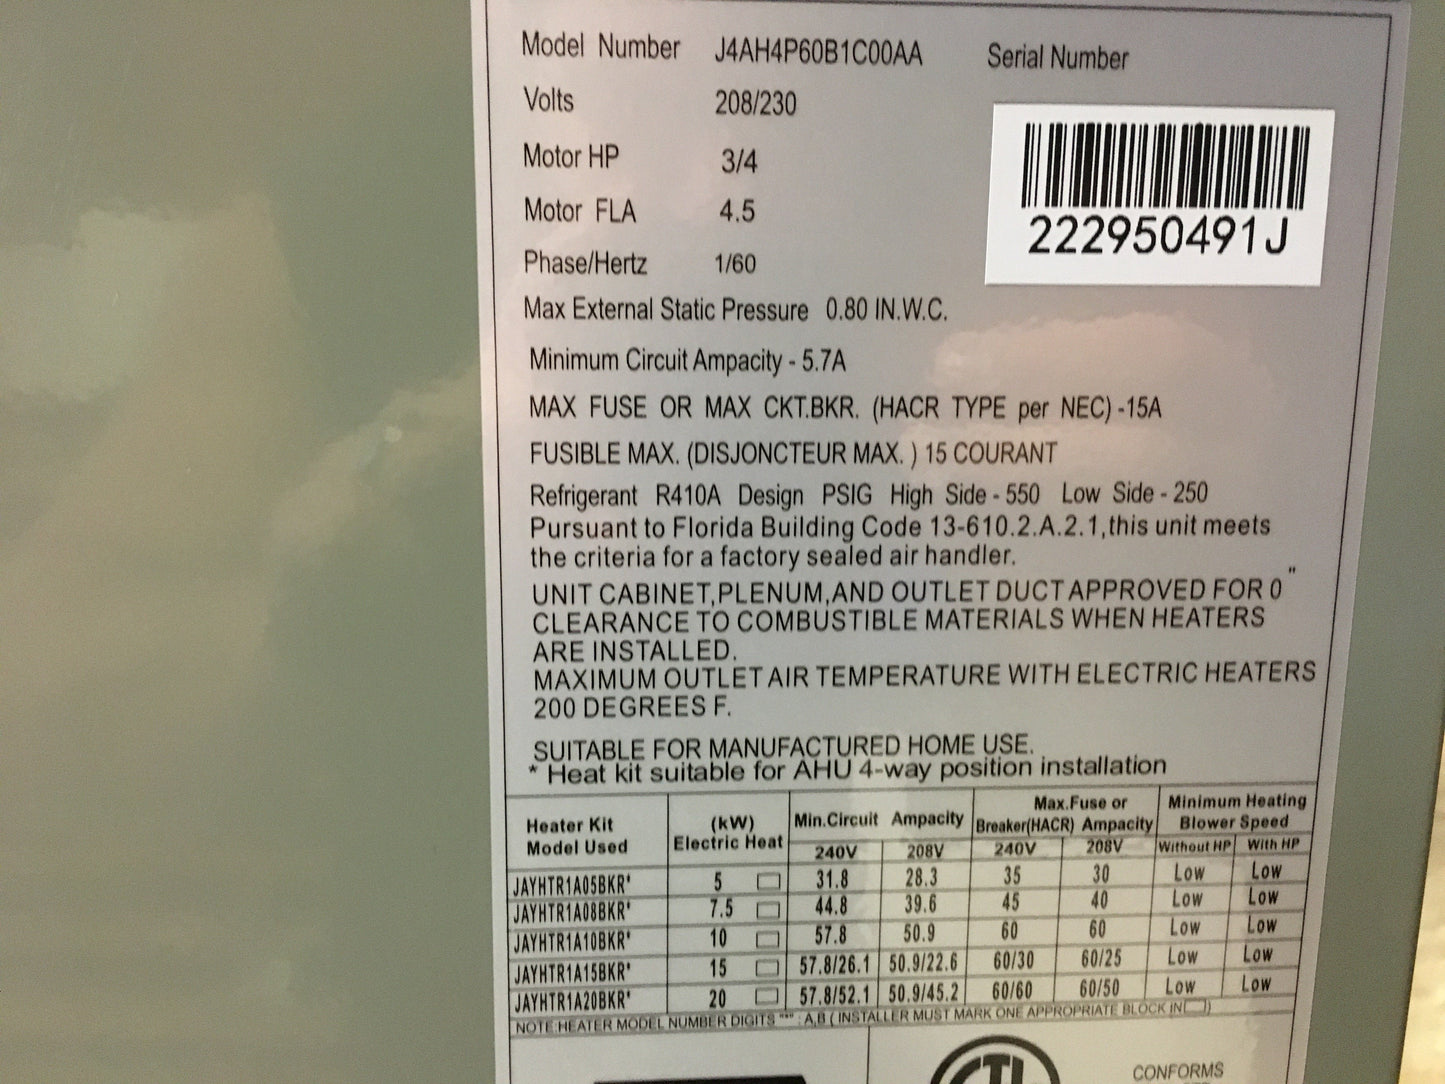 Model Number J4AH4P60B1C00AA Serial Number
Volts 208/230
222950491J
Motor HP 3/4
Motor FLA 4.5
Phase/Hertz 1/60
Max External Static Pressure 0.80 IN.W.C.
Minimum Circuit Ampacity - 5.7A
MAX FUSE OR MAX CKT.BKR. (HACR TYPE per NEC) -15A
FUSIBLE MAX. (DISJONCTEUR MAX. ) 15 COURANT
Refrigerant R410A Design PSIG High Side - 550 Low Side - 250
Pursuant to Florida Building Code 13-610.2.A.2.1,this unit meets
the criteria for a factory sealed air handler.
UNIT CABINET,PLENUM,AND OUTLET DUCT APPROVED FOR 0 "
CLEARANCE TO COMBUSTIBLE MATERIALS WHEN HEATERS
ARE INSTALLED.
MAXIMUM OUTLET AIR TEMPERATURE WITH ELECTRIC HEATERS
200 DEGREES F.
SUITABLE FOR MANUFACTURED HOME USE.
* Heat kit suitable for AHU 4-way position installation
Heater Kit
Model Used
(kW)
Electric Heat
Min.Circuit Ampacity
240V 208V
Max.Fuse or
Breaker(HACR) Ampacity
240V 208V
Minimum Heating
Blower Speed
Without HP With HP
JAYHTR1A05BKR* 5 31.8 28.3 35 30 Low Low
JAYHTR1A08BKR* 7.5 44.8 39.6 45 40 Low Low
JAYHTR1A10BKR* 10 57.8 50.9 60 60 Low Low
JAYHTR1A15BKR* 15 57.8/26.1 50.9/22.6 60/30 60/25 Low Low
JAYHTR1A20BKR* 20 57.8/52.1 50.9/45.2 60/60 60/50 Low Low
NOTE:HEATER MODEL NUMBER DIGITS "*" : A,B ( INSTALLER MUST MARK ONE APPROPRIATE BLOCK IN )
CONFORMS